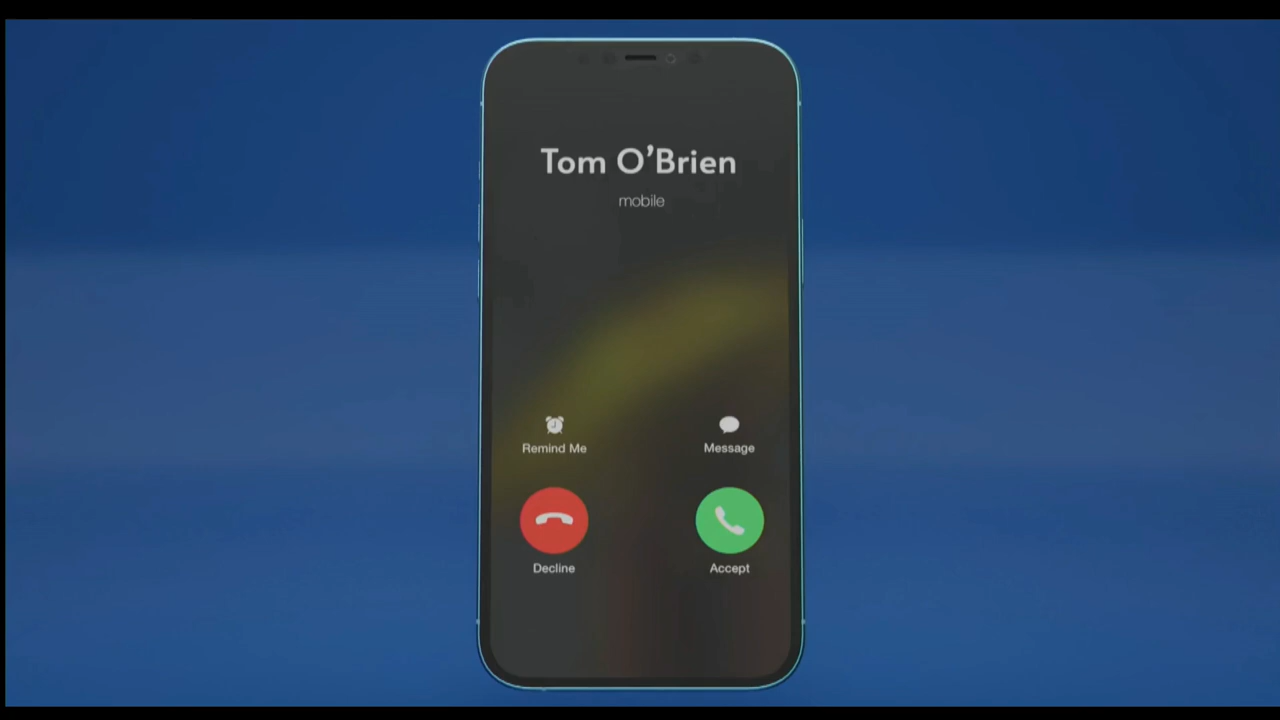 Tom O’Brien
mobile
Remind Me
Message
Decline
Accept